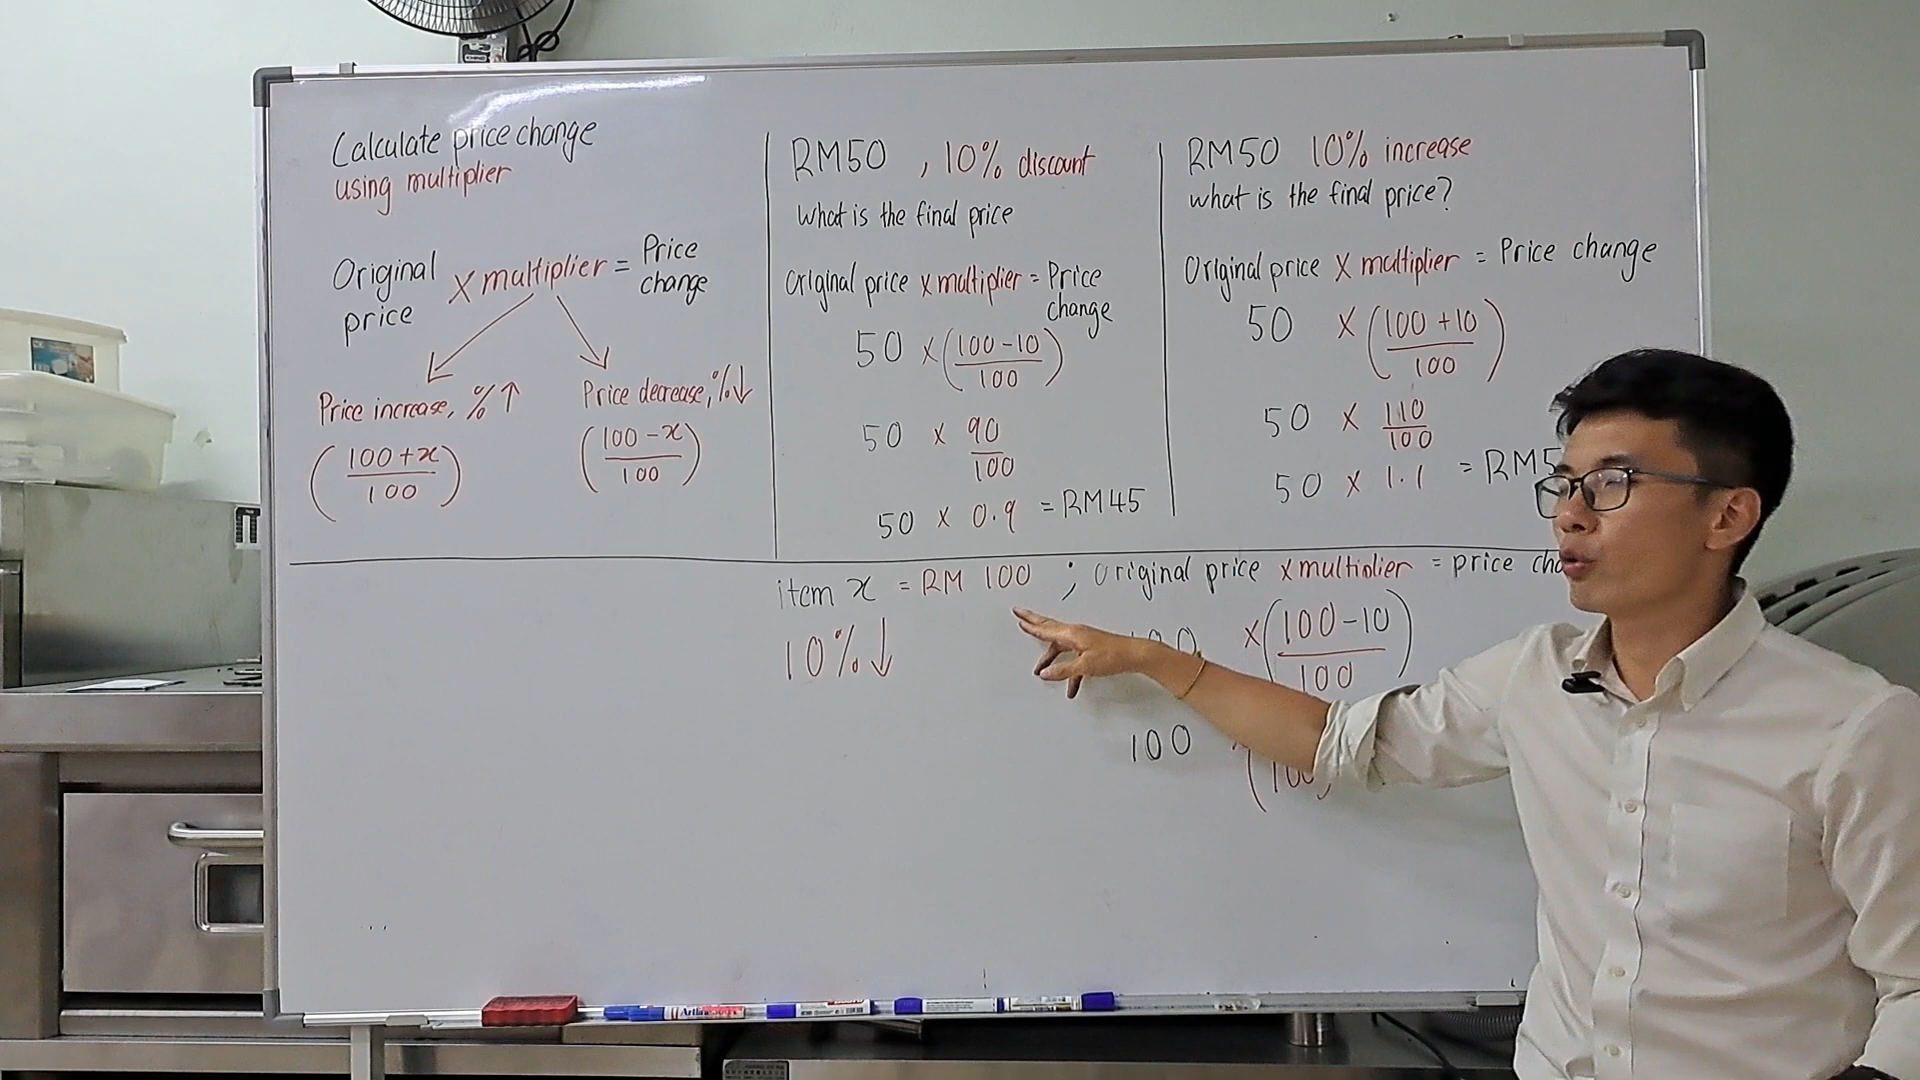 Calculate price change
using multiplier
Original price × multiplier = Price change
Price increase, % ↑
(100 + x / 100)
Price decrease, % ↓
(100 - x / 100)
RM50 , 10% discount
What is the final price
Original price × multiplier = Price change
50 × (100 - 10 / 100)
50 × 90 / 100
50 × 0.9 = RM45
RM50 10% increase
what is the final price?
Original price × multiplier = Price change
50 × (100 + 10 / 100)
50 × 110 / 100
50 × 1.1 = RM5
item x = RM 100 ; Original price × multiplier = price
10% ↓
100 × (100 - 10 / 100)
100
Artline